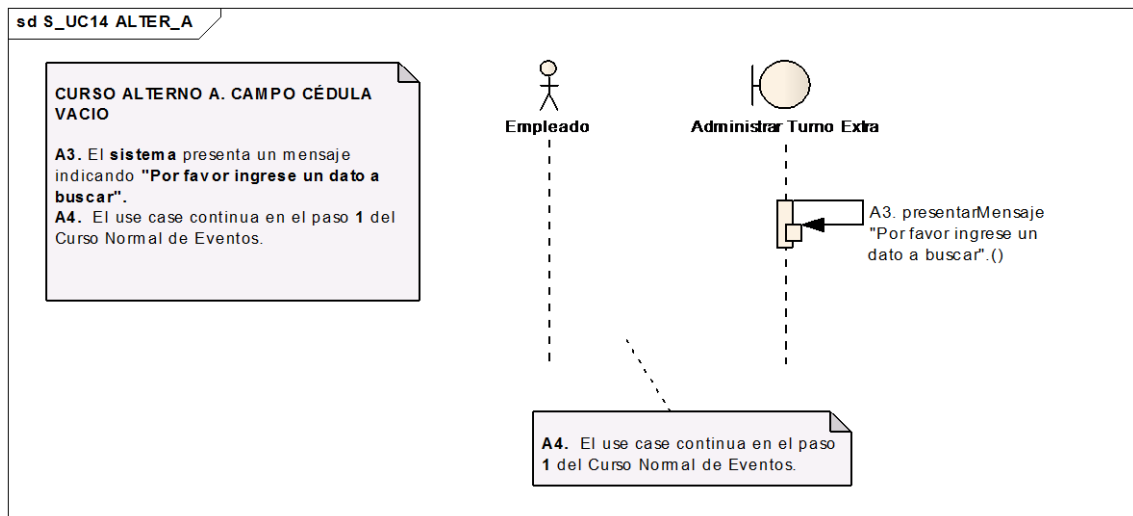 sd S_UC14 ALTER_A
CURSO ALTERNO A. CAMPO CÉDULA
VACIO
A3. El sistema presenta un mensaje
indicando "Por favor ingrese un dato a
buscar".
A4. El use case continua en el paso 1 del
Curso Normal de Eventos.
Empleado
Administrar Turno Extra
A3. presentarMensaje
"Por favor ingrese un
dato a buscar".()
A4. El use case continua en el paso
1 del Curso Normal de Eventos.